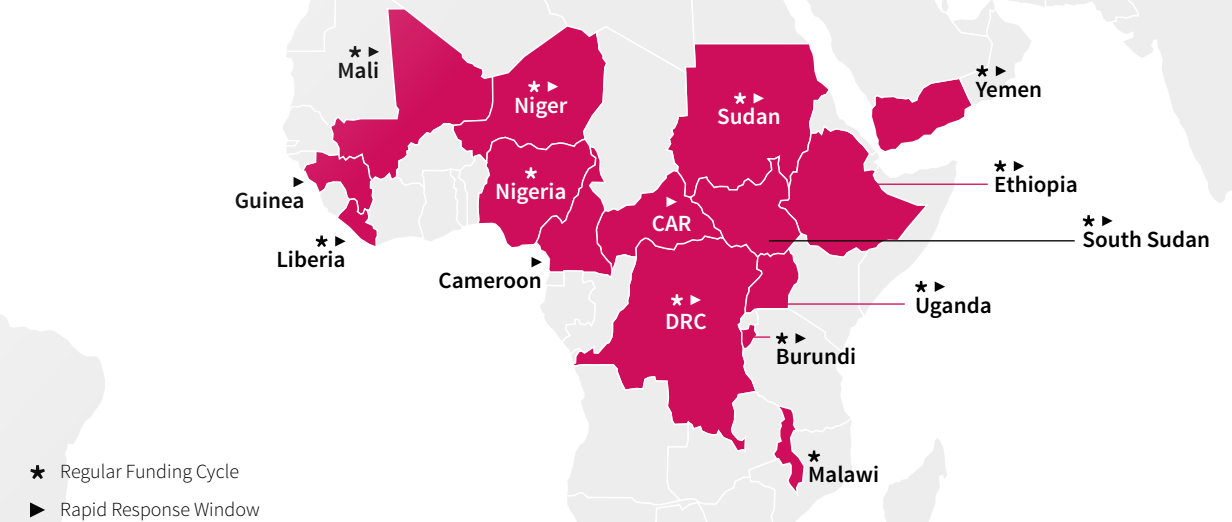 * ►
Mali
* ►
Niger
* ►
Sudan
* ►
Yemen
*
Nigeria
* ►
Ethiopia
►
Guinea
►
CAR
* ►
South Sudan
* ►
Liberia
►
Cameroon
* ►
Uganda
* ►
DRC
* ►
Burundi
*
Malawi
* Regular Funding Cycle
► Rapid Response Window